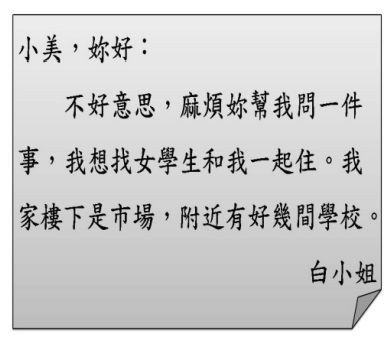 小美，妳好：
不好意思，麻煩妳幫我問一件
事，我想找女學生和我一起住。我
家樓下是市場，附近有好幾間學校。
白小姐